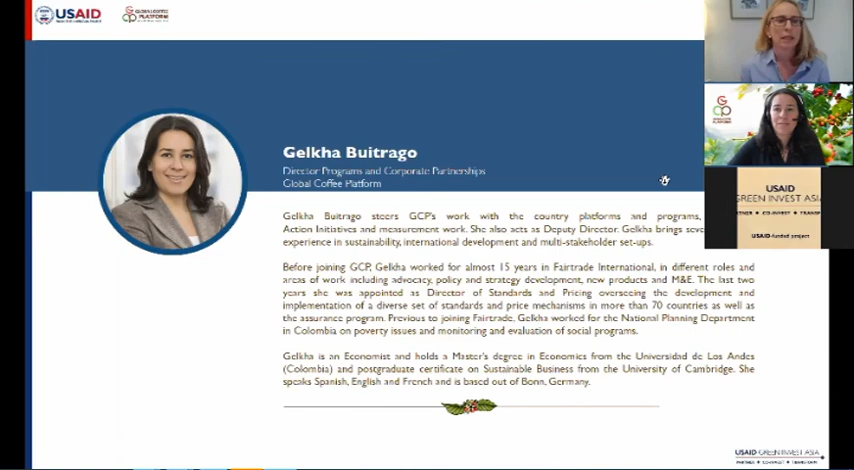 USAID
GLOBAL COFFEE
PLATFORM
Gelkha Buitrago
Director Programs and Corporate Partnerships
Global Coffee Platform
Gelkha Buitrago steers GCP's work with the country platforms and programs,
Action Initiatives and measurement work. She also acts as Deputy Director. Gelkha brings
experience in sustainability, international development and multi-stakeholder set-ups.
Before joining GCP, Gelkha worked for almost 15 years in Fairtrade International, in different roles and
areas of work including advocacy, policy and strategy development, new products and M&E. The last two
years she was appointed as Director of Standards and Pricing overseeing the development and
implementation of a diverse set of standards and price mechanisms in more than 70 countries as well as
the assurance program. Previous to joining Fairtrade, Gelkha worked for the National Planning Department
in Colombia on poverty issues and monitoring and evaluation of social programs.
Gelkha is an Economist and holds a Master's degree in Economics from the Universidad de Los Andes
(Colombia) and postgraduate certificate on Sustainable Business from the University of Cambridge. She
speaks Spanish, English and French and is based out of Bonn, Germany.
USAID
GREEN INVEST ASIA
CO-INVEST • TRANSFORM
USAID-funded project
USAID GREEN INVEST ASIA
PARTNER • CO-INVEST • TRANSFORM